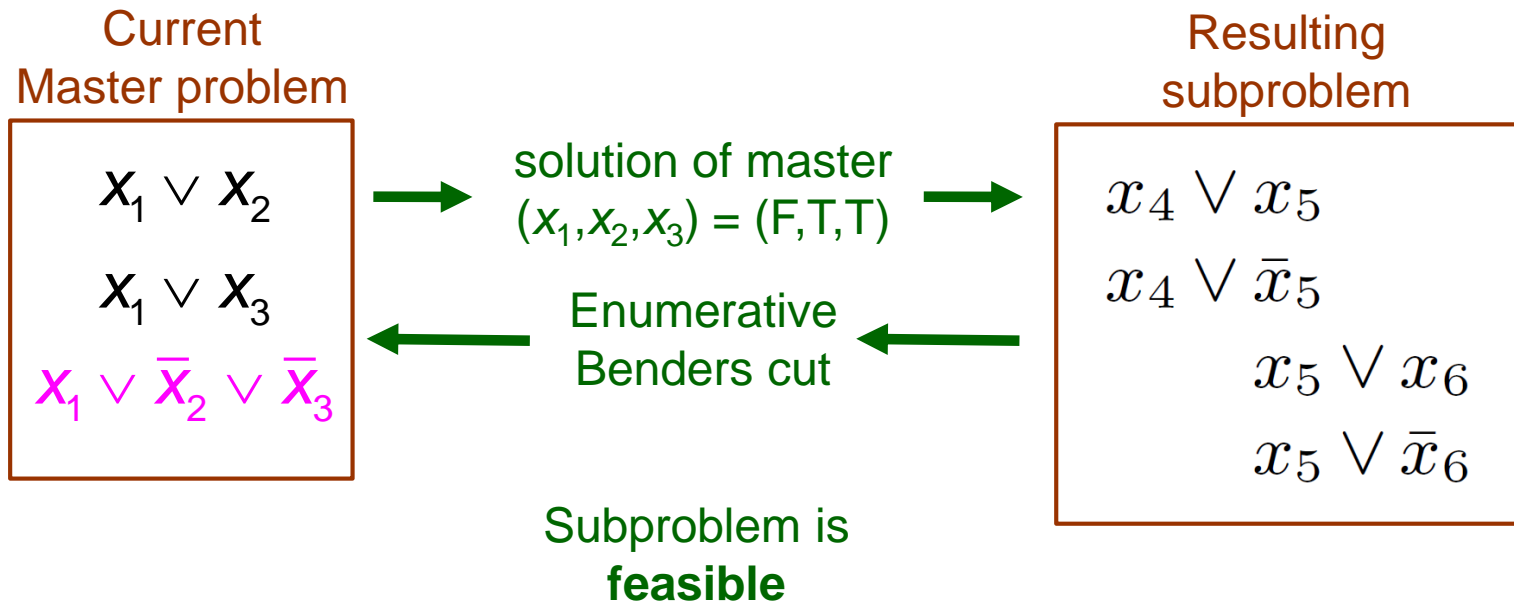 Current
Master problem
x₁ ∨ x₂
x₁ ∨ x₃
x₁ ∨ x̅₂ ∨ x̅₃
solution of master
(x₁,x₂,x₃) = (F,T,T)
Enumerative
Benders cut
Subproblem is
feasible
Resulting
subproblem
x₄ ∨ x₅
x₄ ∨ x̅₅
x₅ ∨ x₆
x₅ ∨ x̅₆